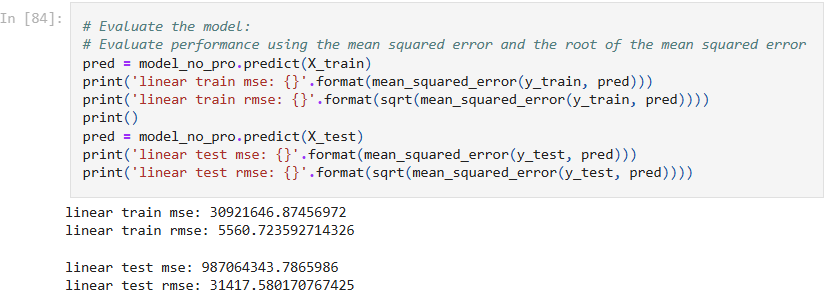 In [84]:
# Evaluate the model:
# Evaluate performance using the mean squared error and the root of the mean squared error
pred = model_no_pro.predict(X_train)
print('linear train mse: {}'.format(mean_squared_error(y_train, pred)))
print('linear train rmse: {}'.format(sqrt(mean_squared_error(y_train, pred))))
print()
pred = model_no_pro.predict(X_test)
print('linear test mse: {}'.format(mean_squared_error(y_test, pred)))
print('linear test rmse: {}'.format(sqrt(mean_squared_error(y_test, pred))))
linear train mse: 30921646.87456972
linear train rmse: 5560.723592714326
linear test mse: 987064343.7865986
linear test rmse: 31417.580170767425